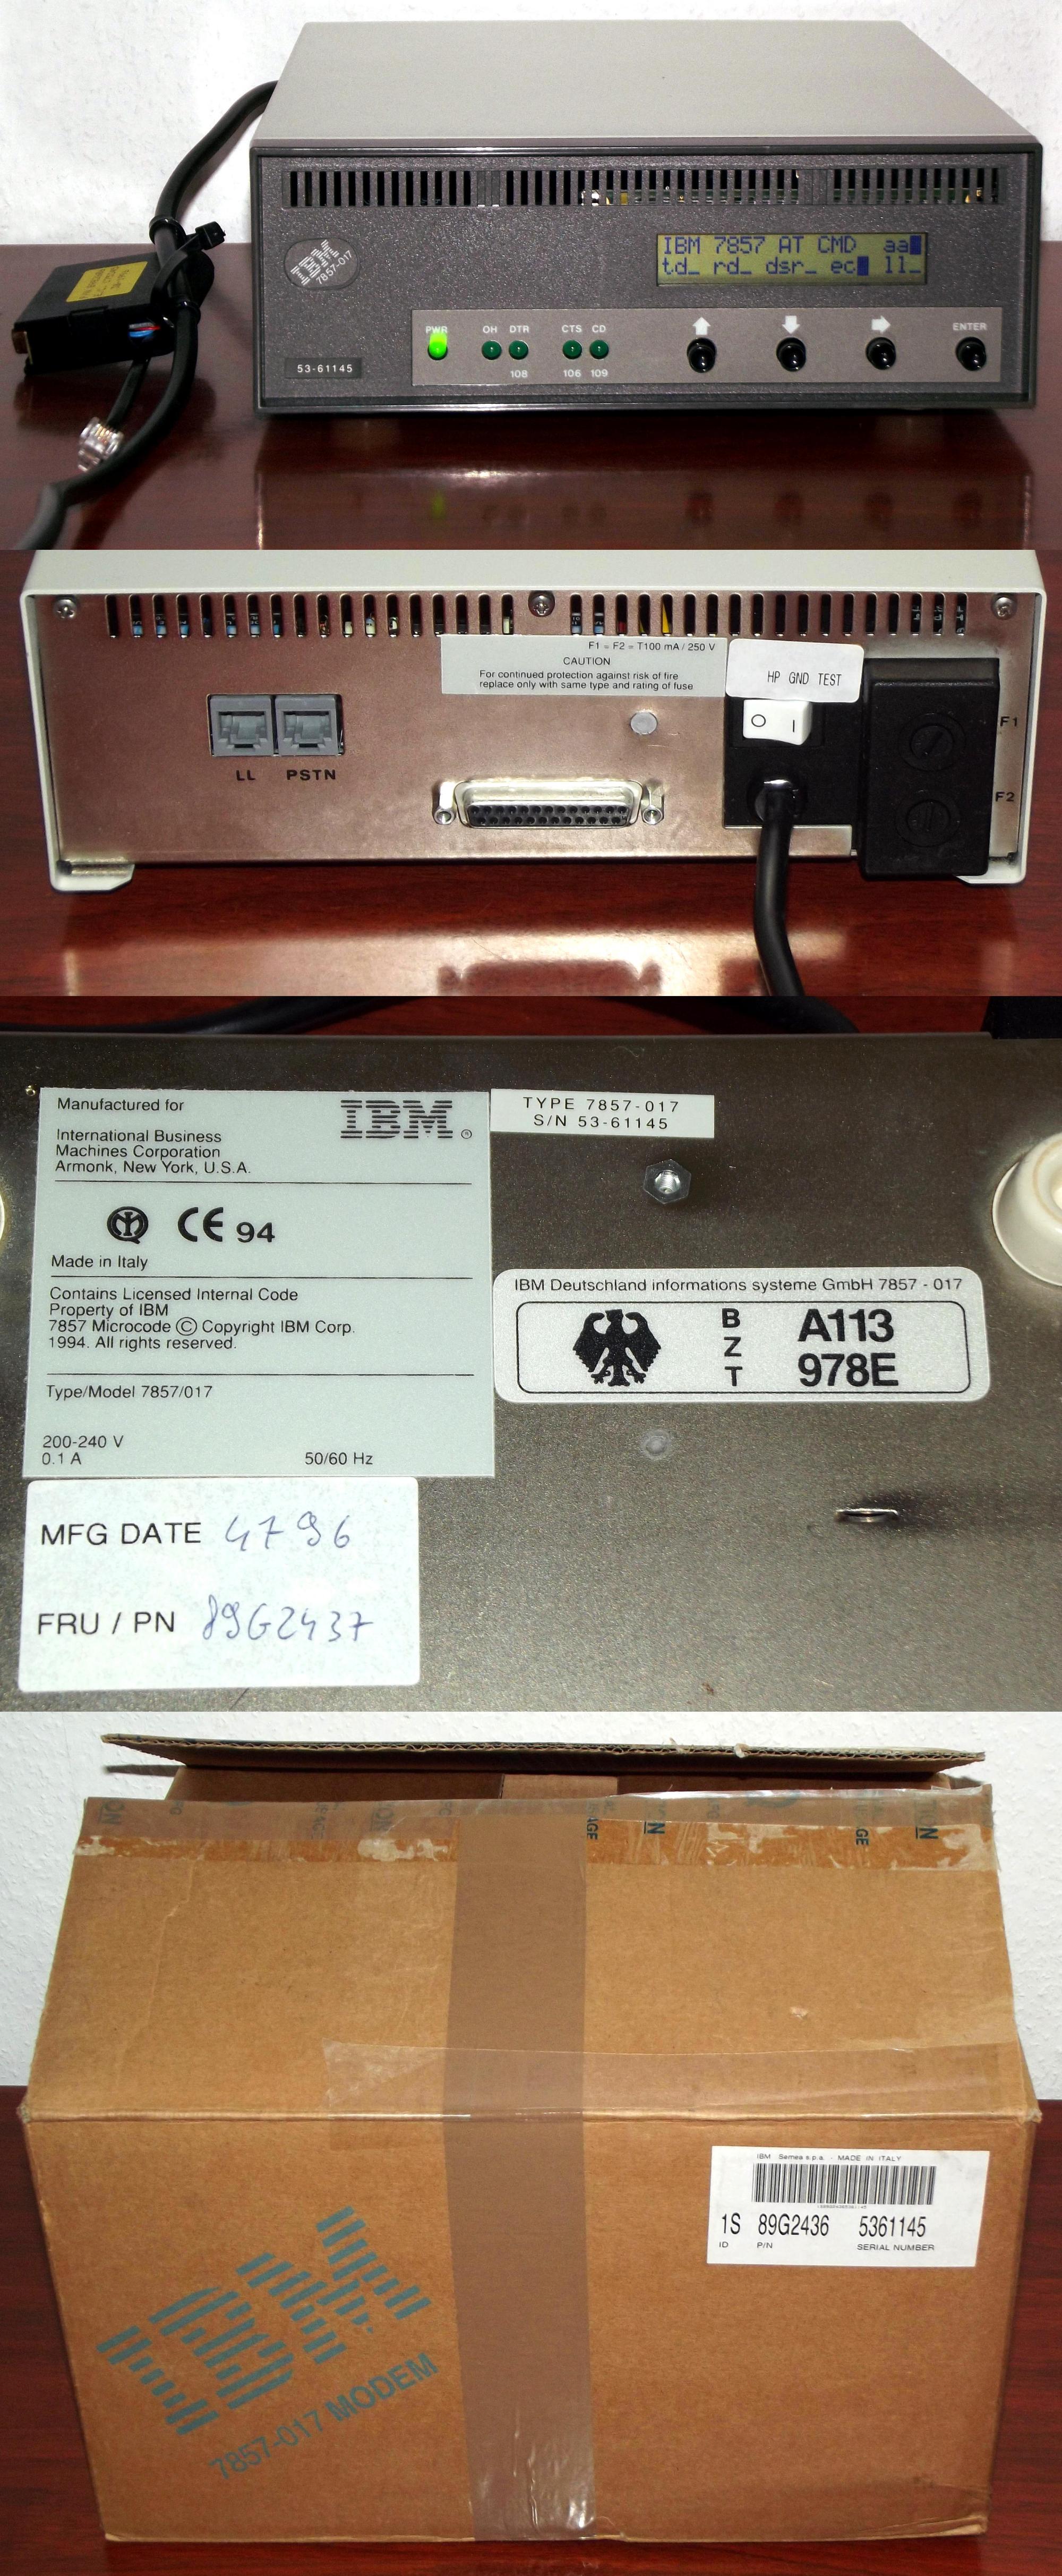 IBM 7857 AT CMD aa
td_ rd_ dsr_ ec ll_
IBM
7857-017
PWR OH DTR CTS CD ENTER
108 106 109
53-61145
F1 = F2 = T100 mA / 250 V
CAUTION
For continued protection against risk of fire
replace only with same type and rating of fuse
HP GND TEST
O I
F1
F2
LL PSTN
Manufactured for
IBM ®
International Business
Machines Corporation
Armonk, New York, U.S.A.
CE 94
Made in Italy
Contains Licensed Internal Code
Property of IBM
7857 Microcode © Copyright IBM Corp.
1994. All rights reserved.
Type/Model 7857/017
200-240 V
0.1 A 50/60 Hz
TYPE 7857-017
S/N 53-61145
IBM Deutschland informations systeme GmbH 7857 - 017
B
Z
T
A113
978E
MFG DATE 4796
FRU / PN 89G2437
IBM Semea s.p.a. - MADE IN ITALY
1S 89G2436 5361145
ID P/N SERIAL NUMBER
IBM
7857-017 MODEM